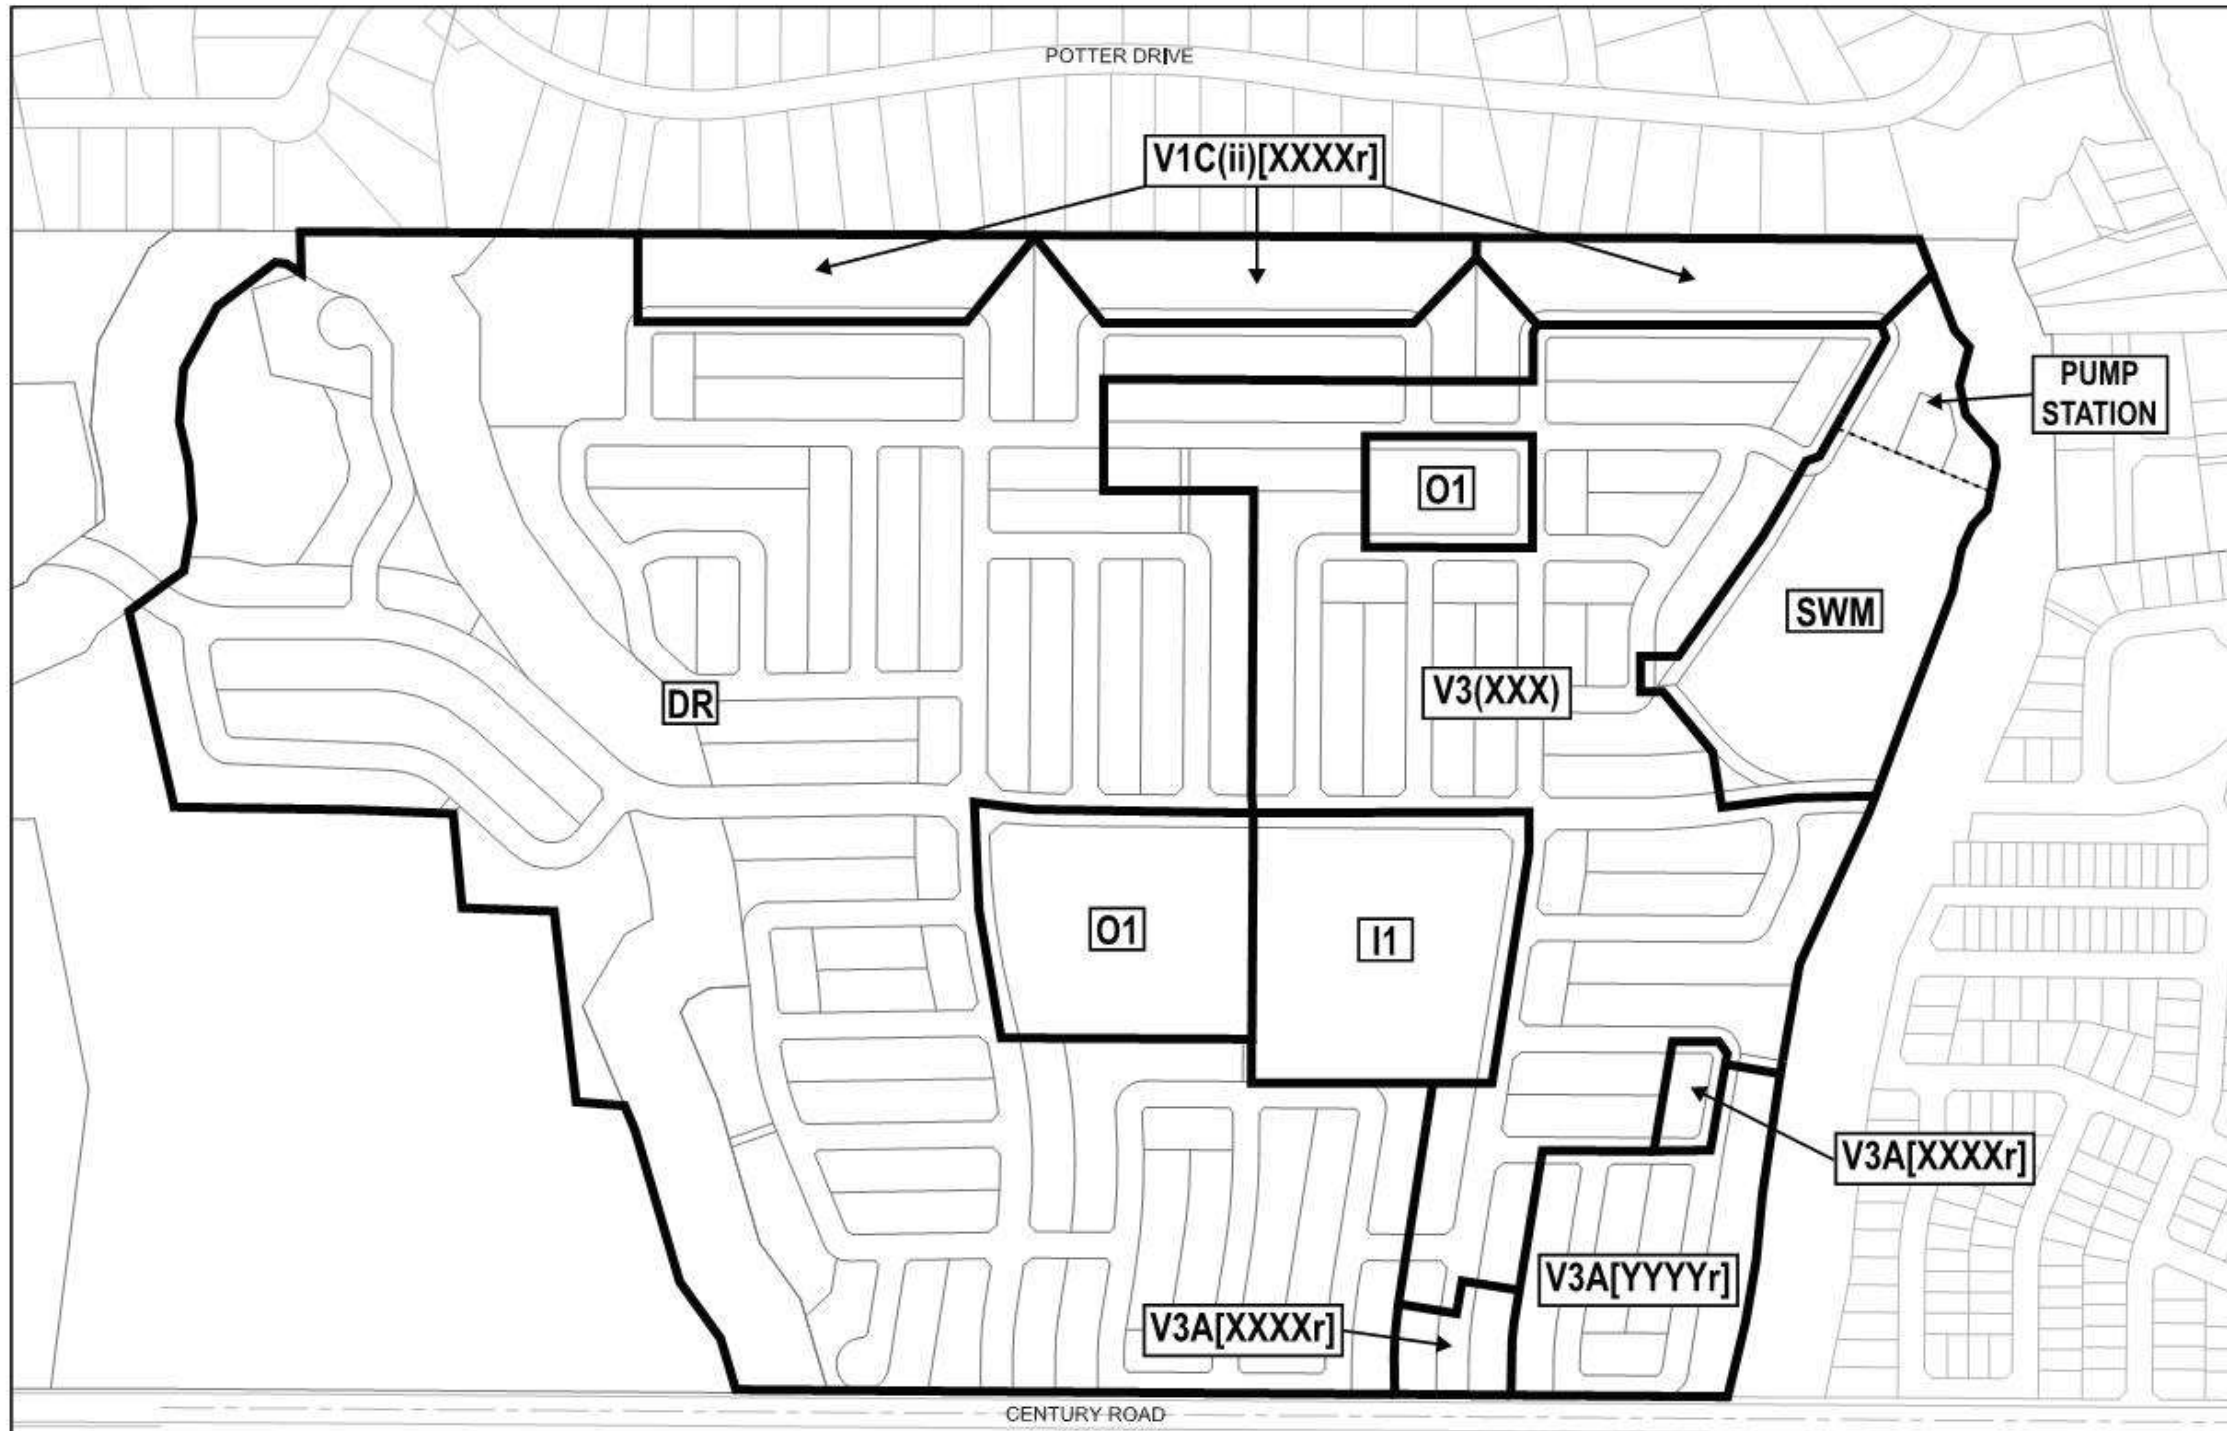 POTTER DRIVE
V1C(ii)[XXXXr]
PUMP
STATION
O1
SWM
V3(XXX)
DR
O1
I1
V3A[XXXXr]
V3A[YYYYr]
V3A[XXXXr]
CENTURY ROAD